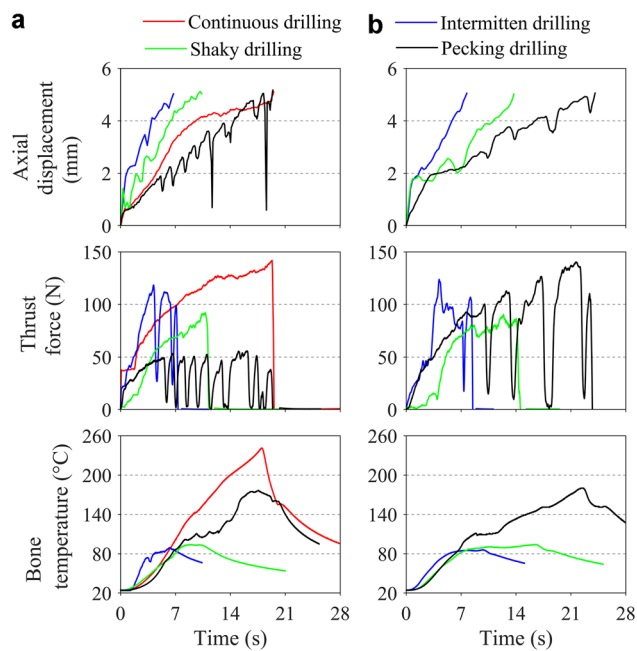 a
Continuous drilling
Shaky drilling
b
Intermitten drilling
Pecking drilling
Axial
displacement
(mm)
6
4
2
0
6
4
2
0
Thrust
force (N)
150
100
50
0
150
100
50
0
Bone
temperature (°C)
260
200
140
80
20
260
200
140
80
20
0 7 14 21 28
0 7 14 21 28
Time (s)
Time (s)